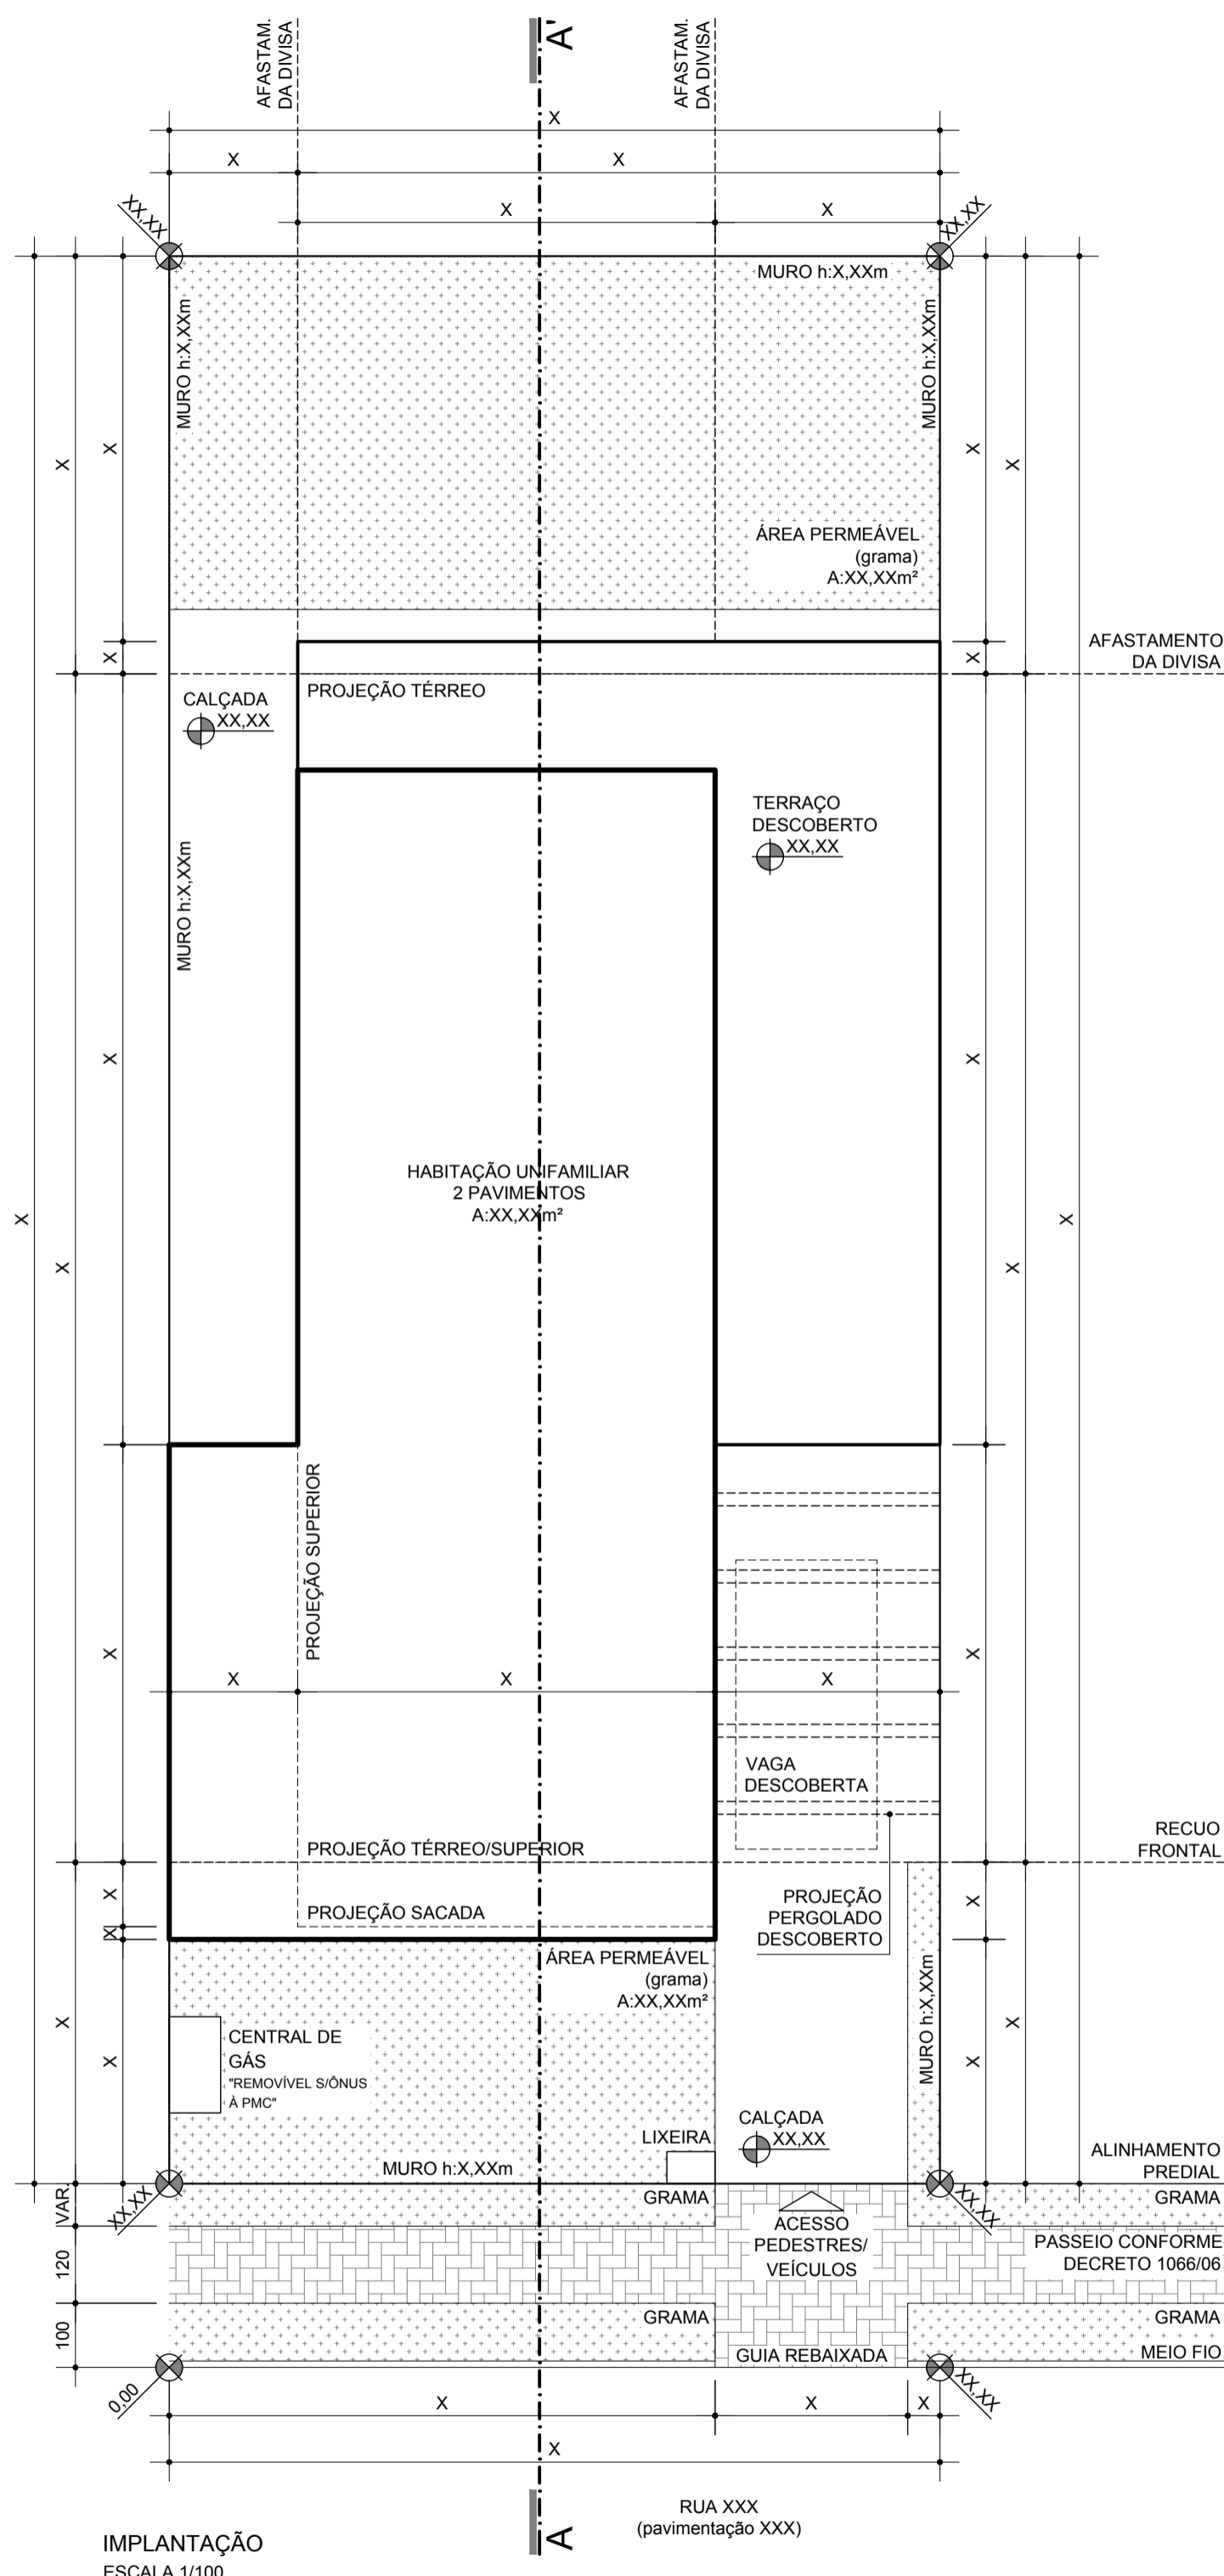 AFASTAM.
DA DIVISA
A'
AFASTAM.
DA DIVISA
X
X
X
X
X
XX,XX
XX,XX
MURO h:X,XXm
MURO h:X,XXm
MURO h:X,XXm
X
X
X
X
ÁREA PERMEÁVEL
(grama)
A:XX,XXm²
AFASTAMENTO
DA DIVISA
X
X
PROJEÇÃO TÉRREO
CALÇADA
XX,XX
TERRAÇO
DESCOBERTO
XX,XX
MURO h:X,XXm
X
X
HABITAÇÃO UNIFAMILIAR
2 PAVIMENTOS
A:XX,XXm²
X
X
X
X
PROJEÇÃO SUPERIOR
X
X
X
X
X
VAGA
DESCOBERTA
RECUO
FRONTAL
PROJEÇÃO TÉRREO/SUPERIOR
X
X
PROJEÇÃO SACADA
X
PROJEÇÃO
PERGOLADO
DESCOBERTO
ÁREA PERMEÁVEL
(grama)
A:XX,XXm²
MURO h:X,XXm
X
X
X
X
CENTRAL DE
GÁS
"REMOVÍVEL S/ÔNUS
À PMC"
CALÇADA
XX,XX
LIXEIRA
ALINHAMENTO
PREDIAL
MURO h:X,XXm
VAR.
XX,XX
GRAMA
XX,XX
GRAMA
ACESSO
PEDESTRES/
VEÍCULOS
PASSEIO CONFORME
DECRETO 1066/06
120
100
GRAMA
GRAMA
GUIA REBAIXADA
MEIO FIO
0,00
XX,XX
X
X
X
X
RUA XXX
(pavimentação XXX)
A
IMPLANTAÇÃO
ESCALA 1/100